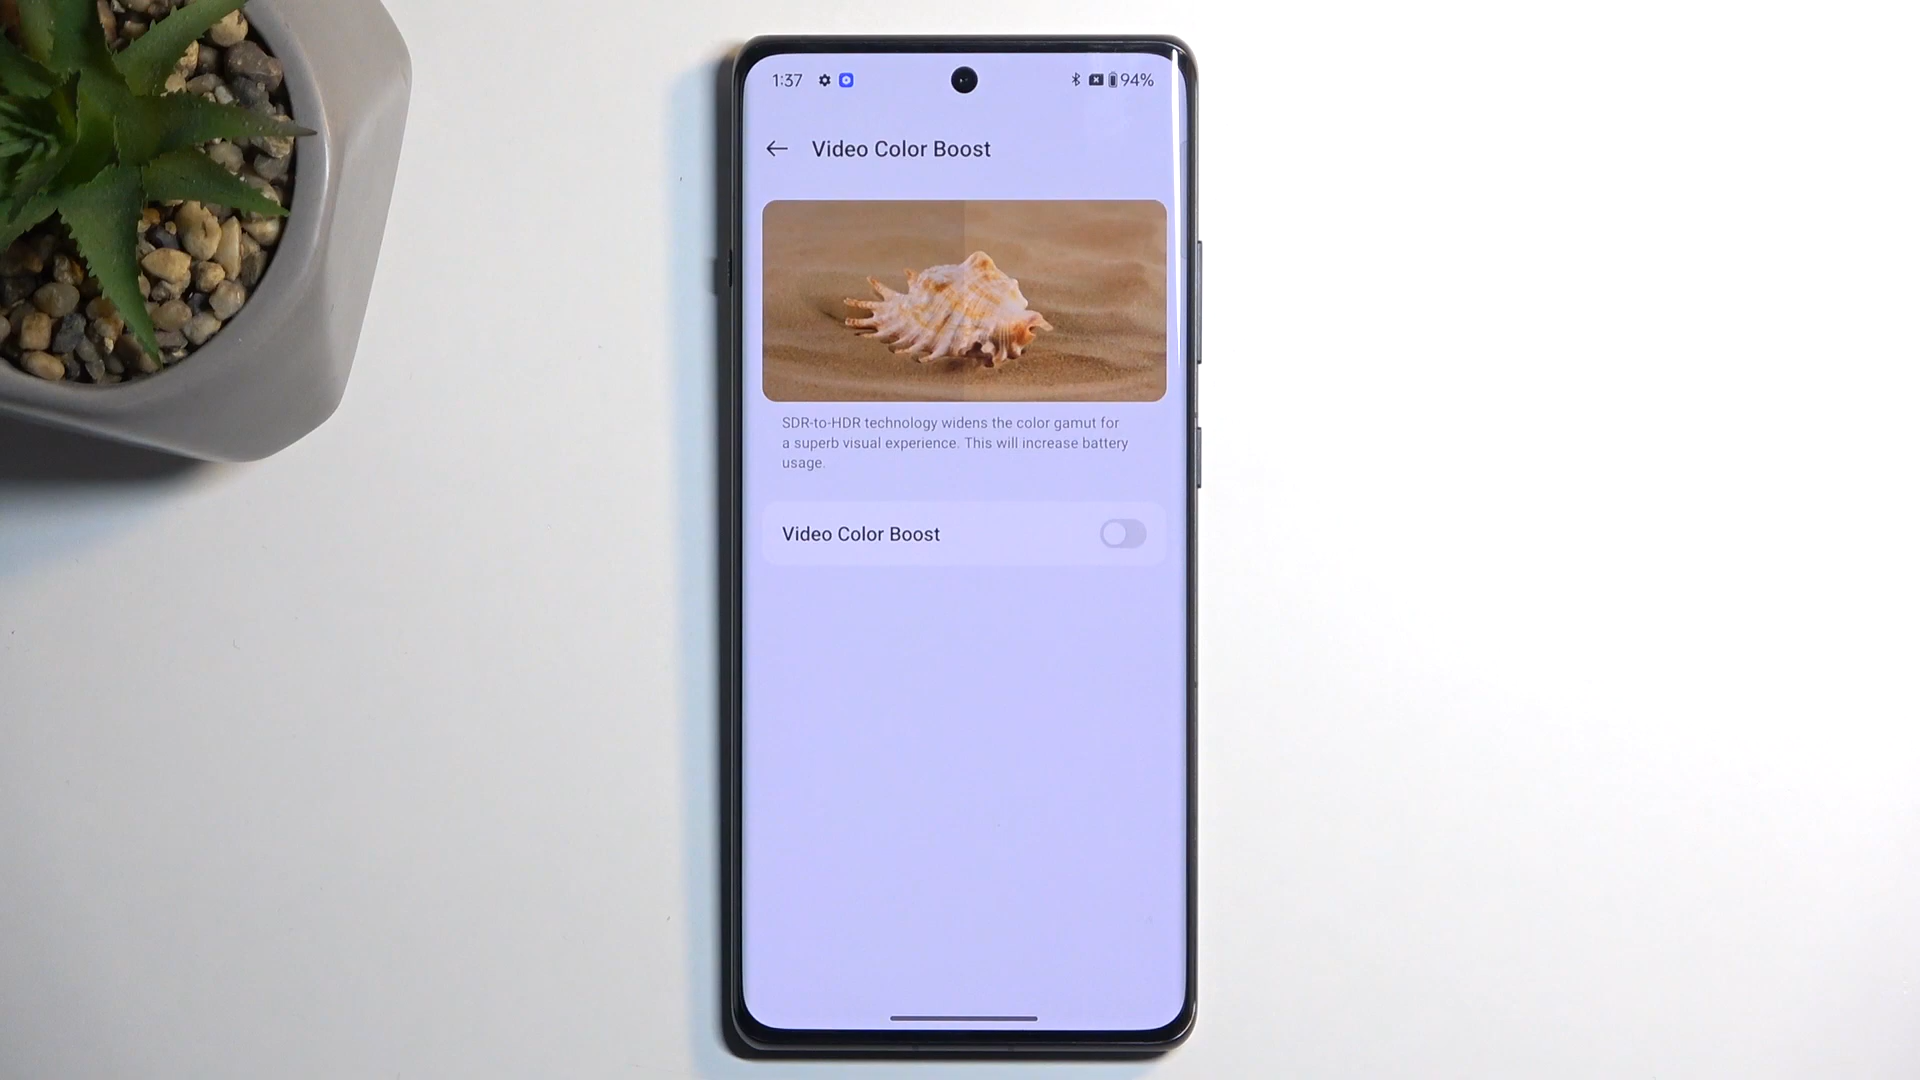 1:37 94%
Video Color Boost
SDR-to-HDR technology widens the color gamut for
a superb visual experience. This will increase battery
usage.
Video Color Boost